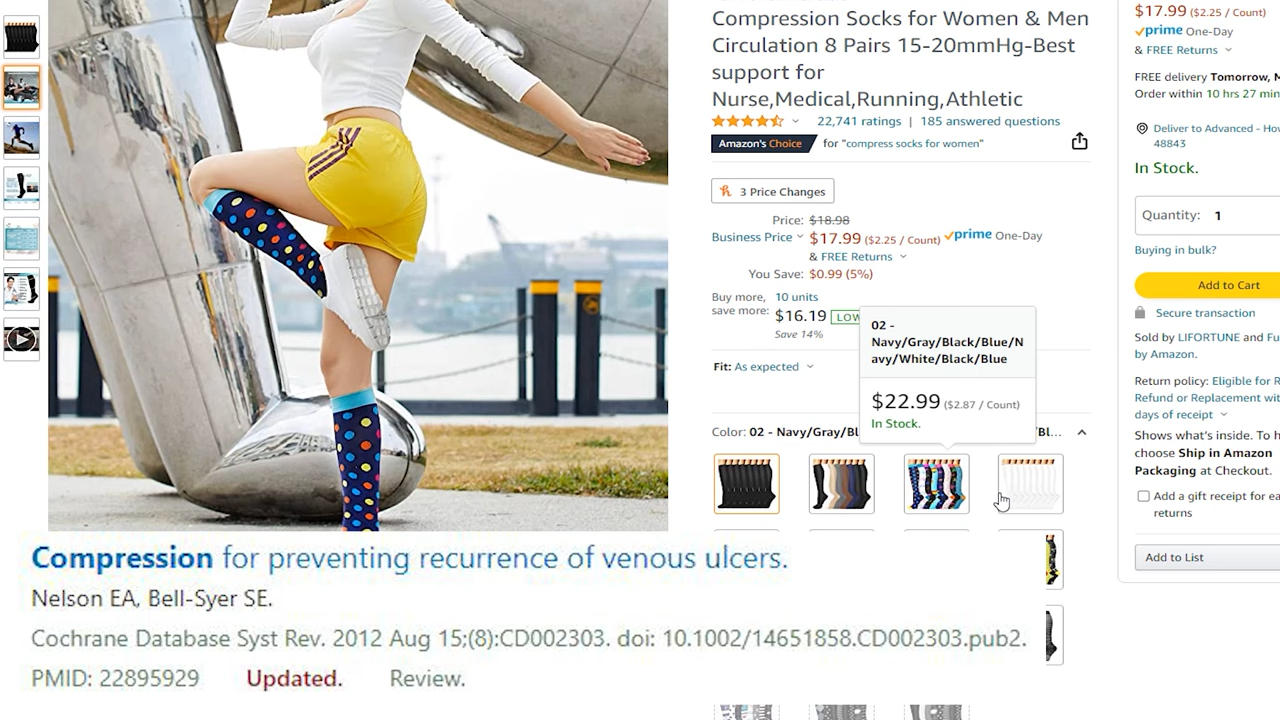 Compression Socks for Women & Men
Circulation 8 Pairs 15-20mmHg-Best
support for
Nurse,Medical,Running,Athletic
22,741 ratings | 185 answered questions
Amazon's Choice for "compress socks for women"
3 Price Changes
Price: $18.98
Business Price $17.99 ($2.25 / Count) prime One-Day
& FREE Returns
You Save: $0.99 (5%)
Buy more, save more:
10 units
$16.19 LOW
Save 14%
02 -
Navy/Gray/Black/Blue/N
avy/White/Black/Blue
$22.99 ($2.87 / Count)
In Stock.
Fit: As expected
Color: 02 - Navy/Gray/Bl
Bl...
$17.99 ($2.25 / Count)
prime One-Day
& FREE Returns
FREE delivery Tomorrow, M
Order within 10 hrs 27 min
Deliver to Advanced - Ho
48843
In Stock.
Quantity: 1
Buying in bulk?
Add to Cart
Secure transaction
Sold by LIFORTUNE and Fu
by Amazon.
Return policy: Eligible for R
Refund or Replacement wit
days of receipt
Shows what's inside. To h
choose Ship in Amazon
Packaging at Checkout.
Add a gift receipt for ea
returns
Add to List
Compression for preventing recurrence of venous ulcers.
Nelson EA, Bell-Syer SE.
Cochrane Database Syst Rev. 2012 Aug 15;(8):CD002303. doi: 10.1002/14651858.CD002303.pub2.
PMID: 22895929 Updated. Review.